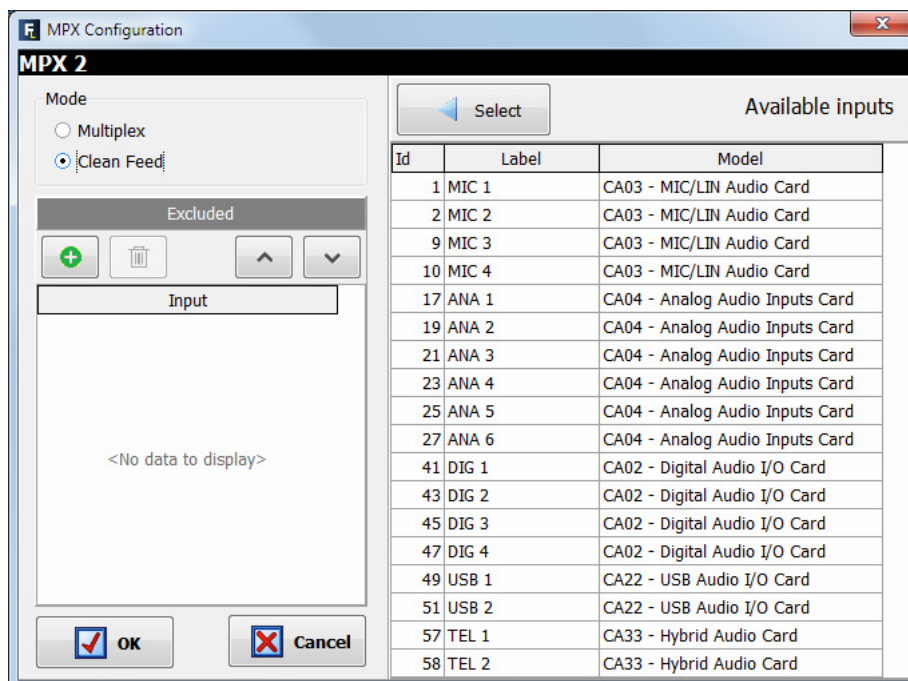 MPX Configuration
MPX 2
Mode
Multiplex
Clean Feed
Excluded
Input
<No data to display>
OK
Cancel
Select
Available inputs
Id Label Model
1 MIC 1 CA03 - MIC/LIN Audio Card
2 MIC 2 CA03 - MIC/LIN Audio Card
9 MIC 3 CA03 - MIC/LIN Audio Card
10 MIC 4 CA03 - MIC/LIN Audio Card
17 ANA 1 CA04 - Analog Audio Inputs Card
19 ANA 2 CA04 - Analog Audio Inputs Card
21 ANA 3 CA04 - Analog Audio Inputs Card
23 ANA 4 CA04 - Analog Audio Inputs Card
25 ANA 5 CA04 - Analog Audio Inputs Card
27 ANA 6 CA04 - Analog Audio Inputs Card
41 DIG 1 CA02 - Digital Audio I/O Card
43 DIG 2 CA02 - Digital Audio I/O Card
45 DIG 3 CA02 - Digital Audio I/O Card
47 DIG 4 CA02 - Digital Audio I/O Card
49 USB 1 CA22 - USB Audio I/O Card
51 USB 2 CA22 - USB Audio I/O Card
57 TEL 1 CA33 - Hybrid Audio Card
58 TEL 2 CA33 - Hybrid Audio Card